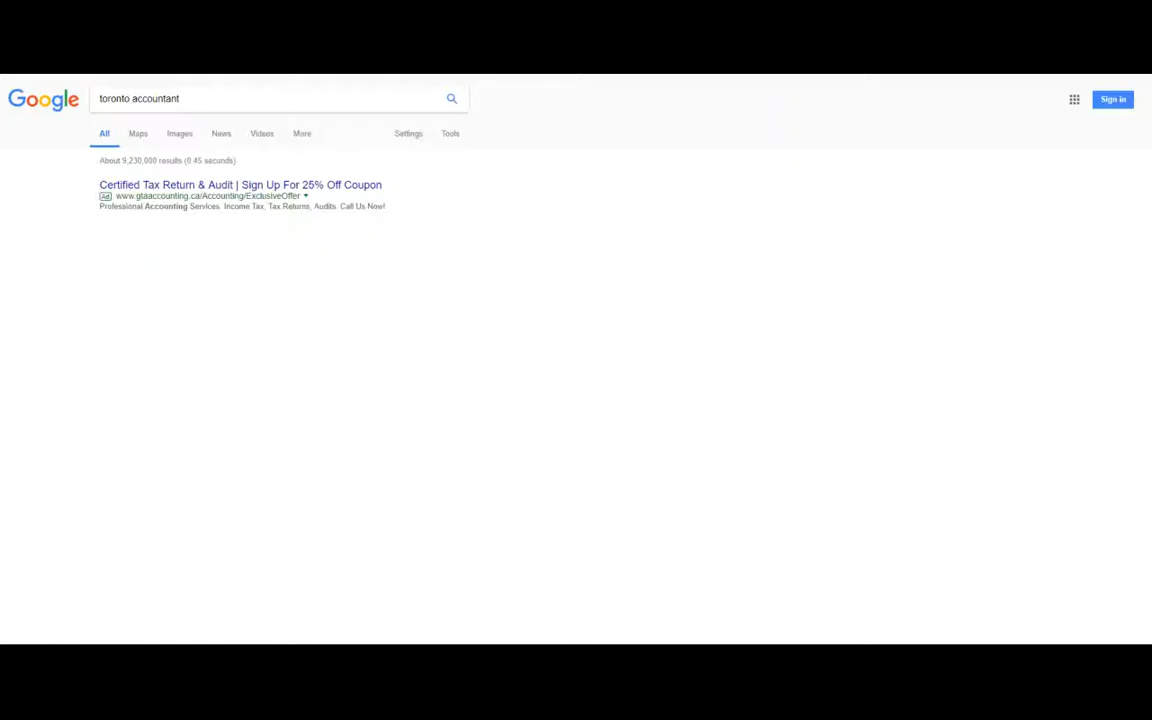 Google toronto accountant Sign in
All Maps Images News Videos More Settings Tools
About 9,230,000 results (0.45 seconds)
Certified Tax Return & Audit | Sign Up For 25% Off Coupon
Ad www.gtaaccounting.ca/Accounting/ExclusiveOffer
Professional Accounting Services. Income Tax, Tax Returns, Audits. Call Us Now!